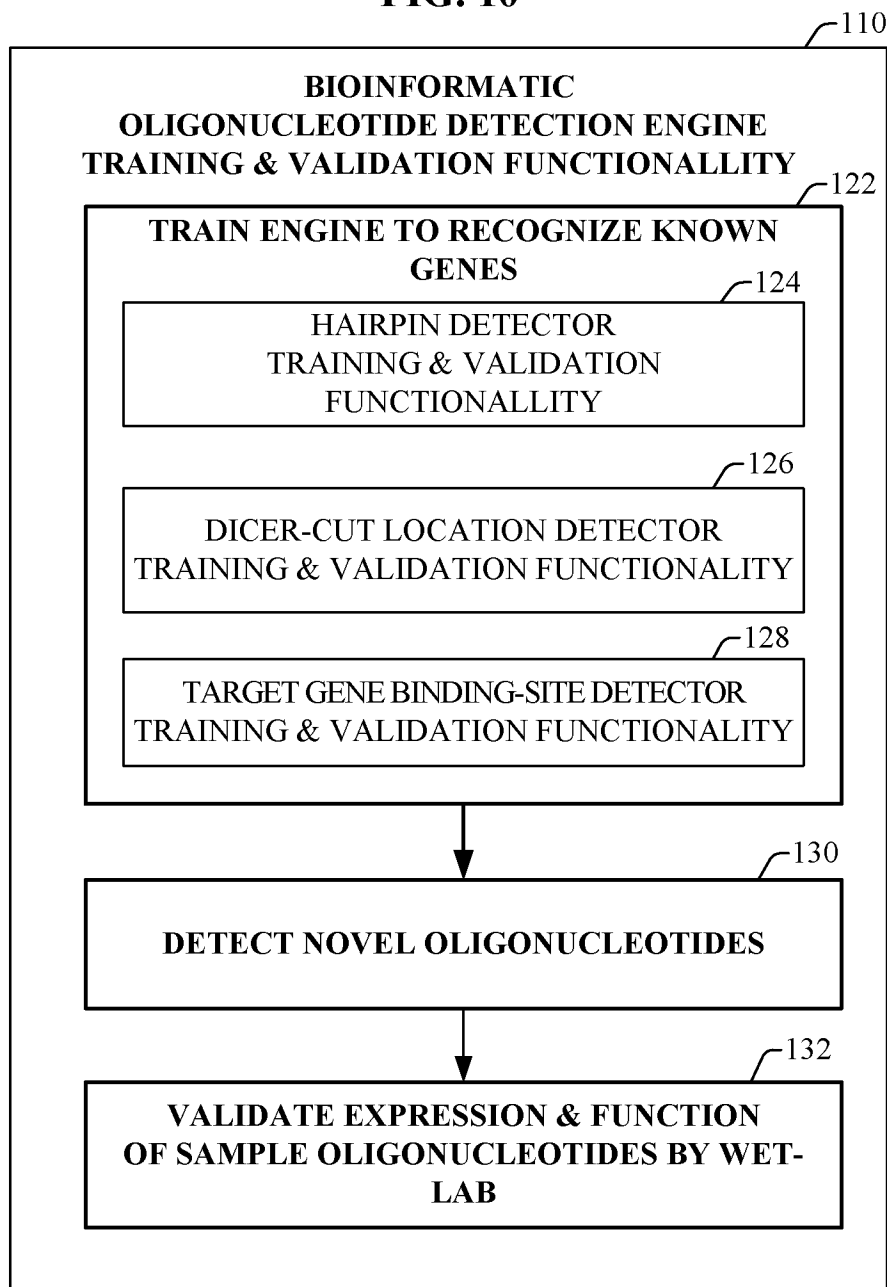 110
BIOINFORMATIC
OLIGONUCLEOTIDE DETECTION ENGINE
TRAINING & VALIDATION FUNCTIONALLITY
122
TRAIN ENGINE TO RECOGNIZE KNOWN
GENES
124
HAIRPIN DETECTOR
TRAINING & VALIDATION
FUNCTIONALLITY
126
DICER-CUT LOCATION DETECTOR
TRAINING & VALIDATION FUNCTIONALITY
128
TARGET GENE BINDING-SITE DETECTOR
TRAINING & VALIDATION FUNCTIONALITY
130
DETECT NOVEL OLIGONUCLEOTIDES
132
VALIDATE EXPRESSION & FUNCTION
OF SAMPLE OLIGONUCLEOTIDES BY WET-
LAB